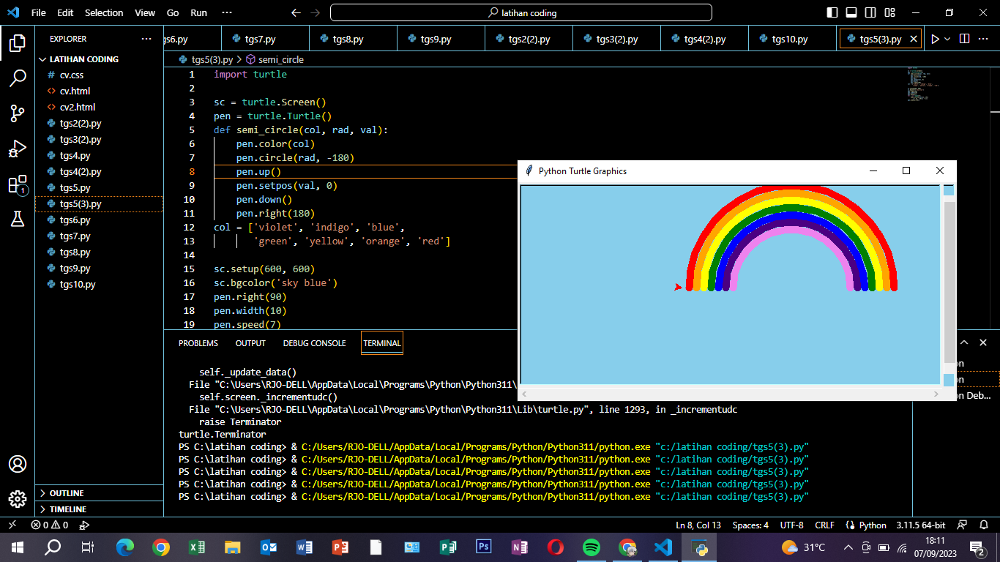 File Edit Selection View Go Run ··· latihan coding
EXPLORER ···
gs6.py tgs7.py tgs8.py tgs9.py tgs2(2).py tgs3(2).py tgs4(2).py tgs10.py tgs5(3).py
LATIHAN CODING
cv.css
cv.html
cv2.html
tgs2(2).py
tgs3(2).py
tgs4.py
tgs4(2).py
tgs5.py
tgs5(3).py
tgs6.py
tgs7.py
tgs8.py
tgs9.py
tgs10.py
OUTLINE
TIMELINE
1
tgs5(3).py > semi_circle
1 import turtle
2
3 sc = turtle.Screen()
4 pen = turtle.Turtle()
5 def semi_circle(col, rad, val):
6 pen.color(col)
7 pen.circle(rad, -180)
8 pen.up()
9 pen.setpos(val, 0)
10 pen.down()
11 pen.right(180)
12 col = ['violet', 'indigo', 'blue',
13 'green', 'yellow', 'orange', 'red']
14
15 sc.setup(600, 600)
16 sc.bgcolor('sky blue')
17 pen.right(90)
18 pen.width(10)
19 pen.speed(7)
Python Turtle Graphics
PROBLEMS OUTPUT DEBUG CONSOLE TERMINAL
self._update_data()
File "C:\Users\RJO-DELL\AppData\Local\Programs\Python\Python311\
self.screen._incrementudc()
File "C:\Users\RJO-DELL\AppData\Local\Programs\Python\Python311\Lib\turtle.py", line 1293, in _incrementudc
raise Terminator
turtle.Terminator
PS C:\latihan coding> & C:/Users/RJO-DELL/AppData/Local/Programs/Python/Python311/python.exe "c:/latihan coding/tgs5(3).py"
PS C:\latihan coding> & C:/Users/RJO-DELL/AppData/Local/Programs/Python/Python311/python.exe "c:/latihan coding/tgs5(3).py"
PS C:\latihan coding> & C:/Users/RJO-DELL/AppData/Local/Programs/Python/Python311/python.exe "c:/latihan coding/tgs5(3).py"
PS C:\latihan coding> & C:/Users/RJO-DELL/AppData/Local/Programs/Python/Python311/python.exe "c:/latihan coding/tgs5(3).py"
PS C:\latihan coding> & C:/Users/RJO-DELL/AppData/Local/Programs/Python/Python311/python.exe "c:/latihan coding/tgs5(3).py"
on
on
on Deb...
0 0 Ln 8, Col 13 Spaces: 4 UTF-8 CRLF Python 3.11.5 64-bit
31°C 18:11
07/09/2023 2